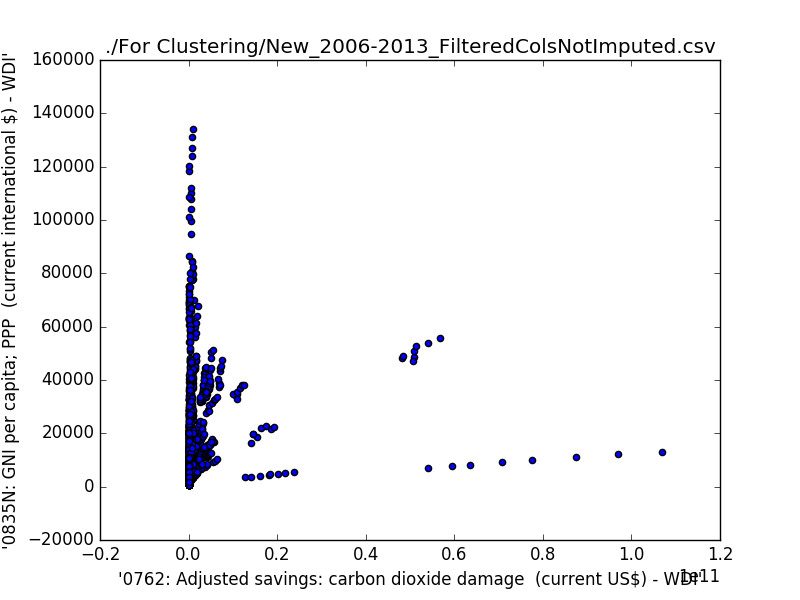 ./For Clustering/New_2006-2013_FilteredColsNotImputed.csv
'0835N: GNI per capita; PPP  (current international $) - WDI'
160000
140000
120000
100000
80000
60000
40000
20000
0
−20000
−0.2 0.0 0.2 0.4 0.6 0.8 1.0 1.2
1e11
'0762: Adjusted savings: carbon dioxide damage  (current US$) - WDI'